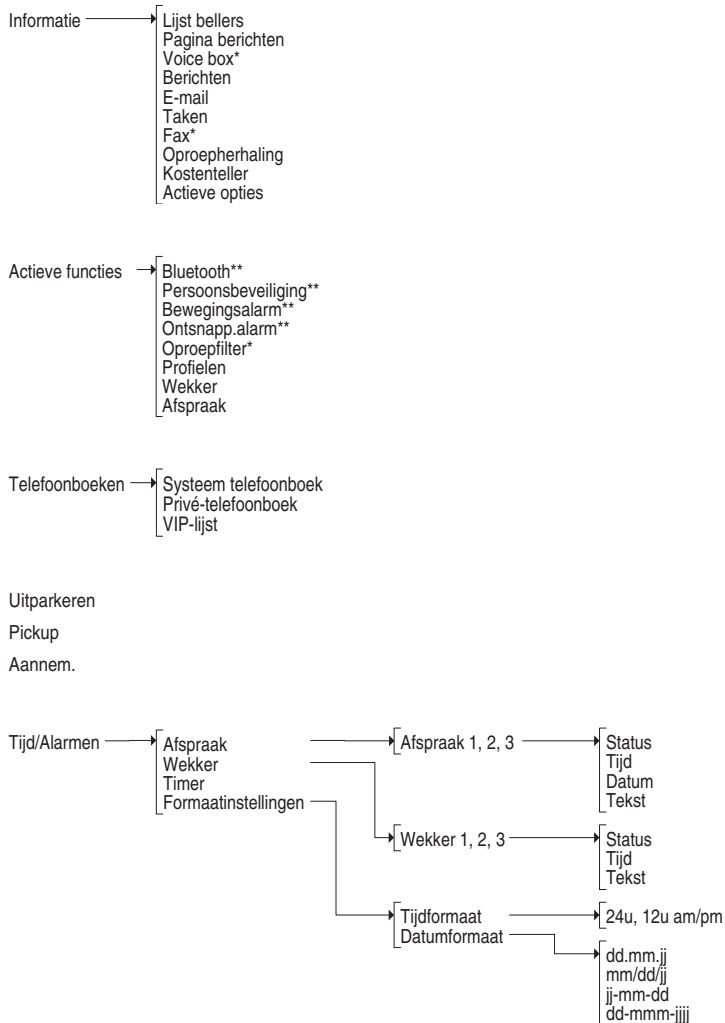 Informatie
Lijst bellers
Pagina berichten
Voice box*
Berichten
E-mail
Taken
Fax*
Oproepherhaling
Kostenteller
Actieve opties
Actieve functies
Bluetooth**
Persoonsbeveiliging**
Bewegingsalarm**
Ontsnapp.alarm**
Oproepfilter*
Profielen
Wekker
Afspraak
Telefoonboeken
Systeem telefoonboek
Privé-telefoonboek
VIP-lijst
Uitparkeren
Pickup
Aannem.
Tijd/Alarmen
Afspraak
Wekker
Timer
Formaatinstellingen
Afspraak 1, 2, 3
Status
Tijd
Datum
Tekst
Wekker 1, 2, 3
Status
Tijd
Tekst
Tijdformaat
Datumformaat
24u, 12u am/pm
dd.mm.jj
mm/dd/jj
jj-mm-dd
dd-mmm-jjjj